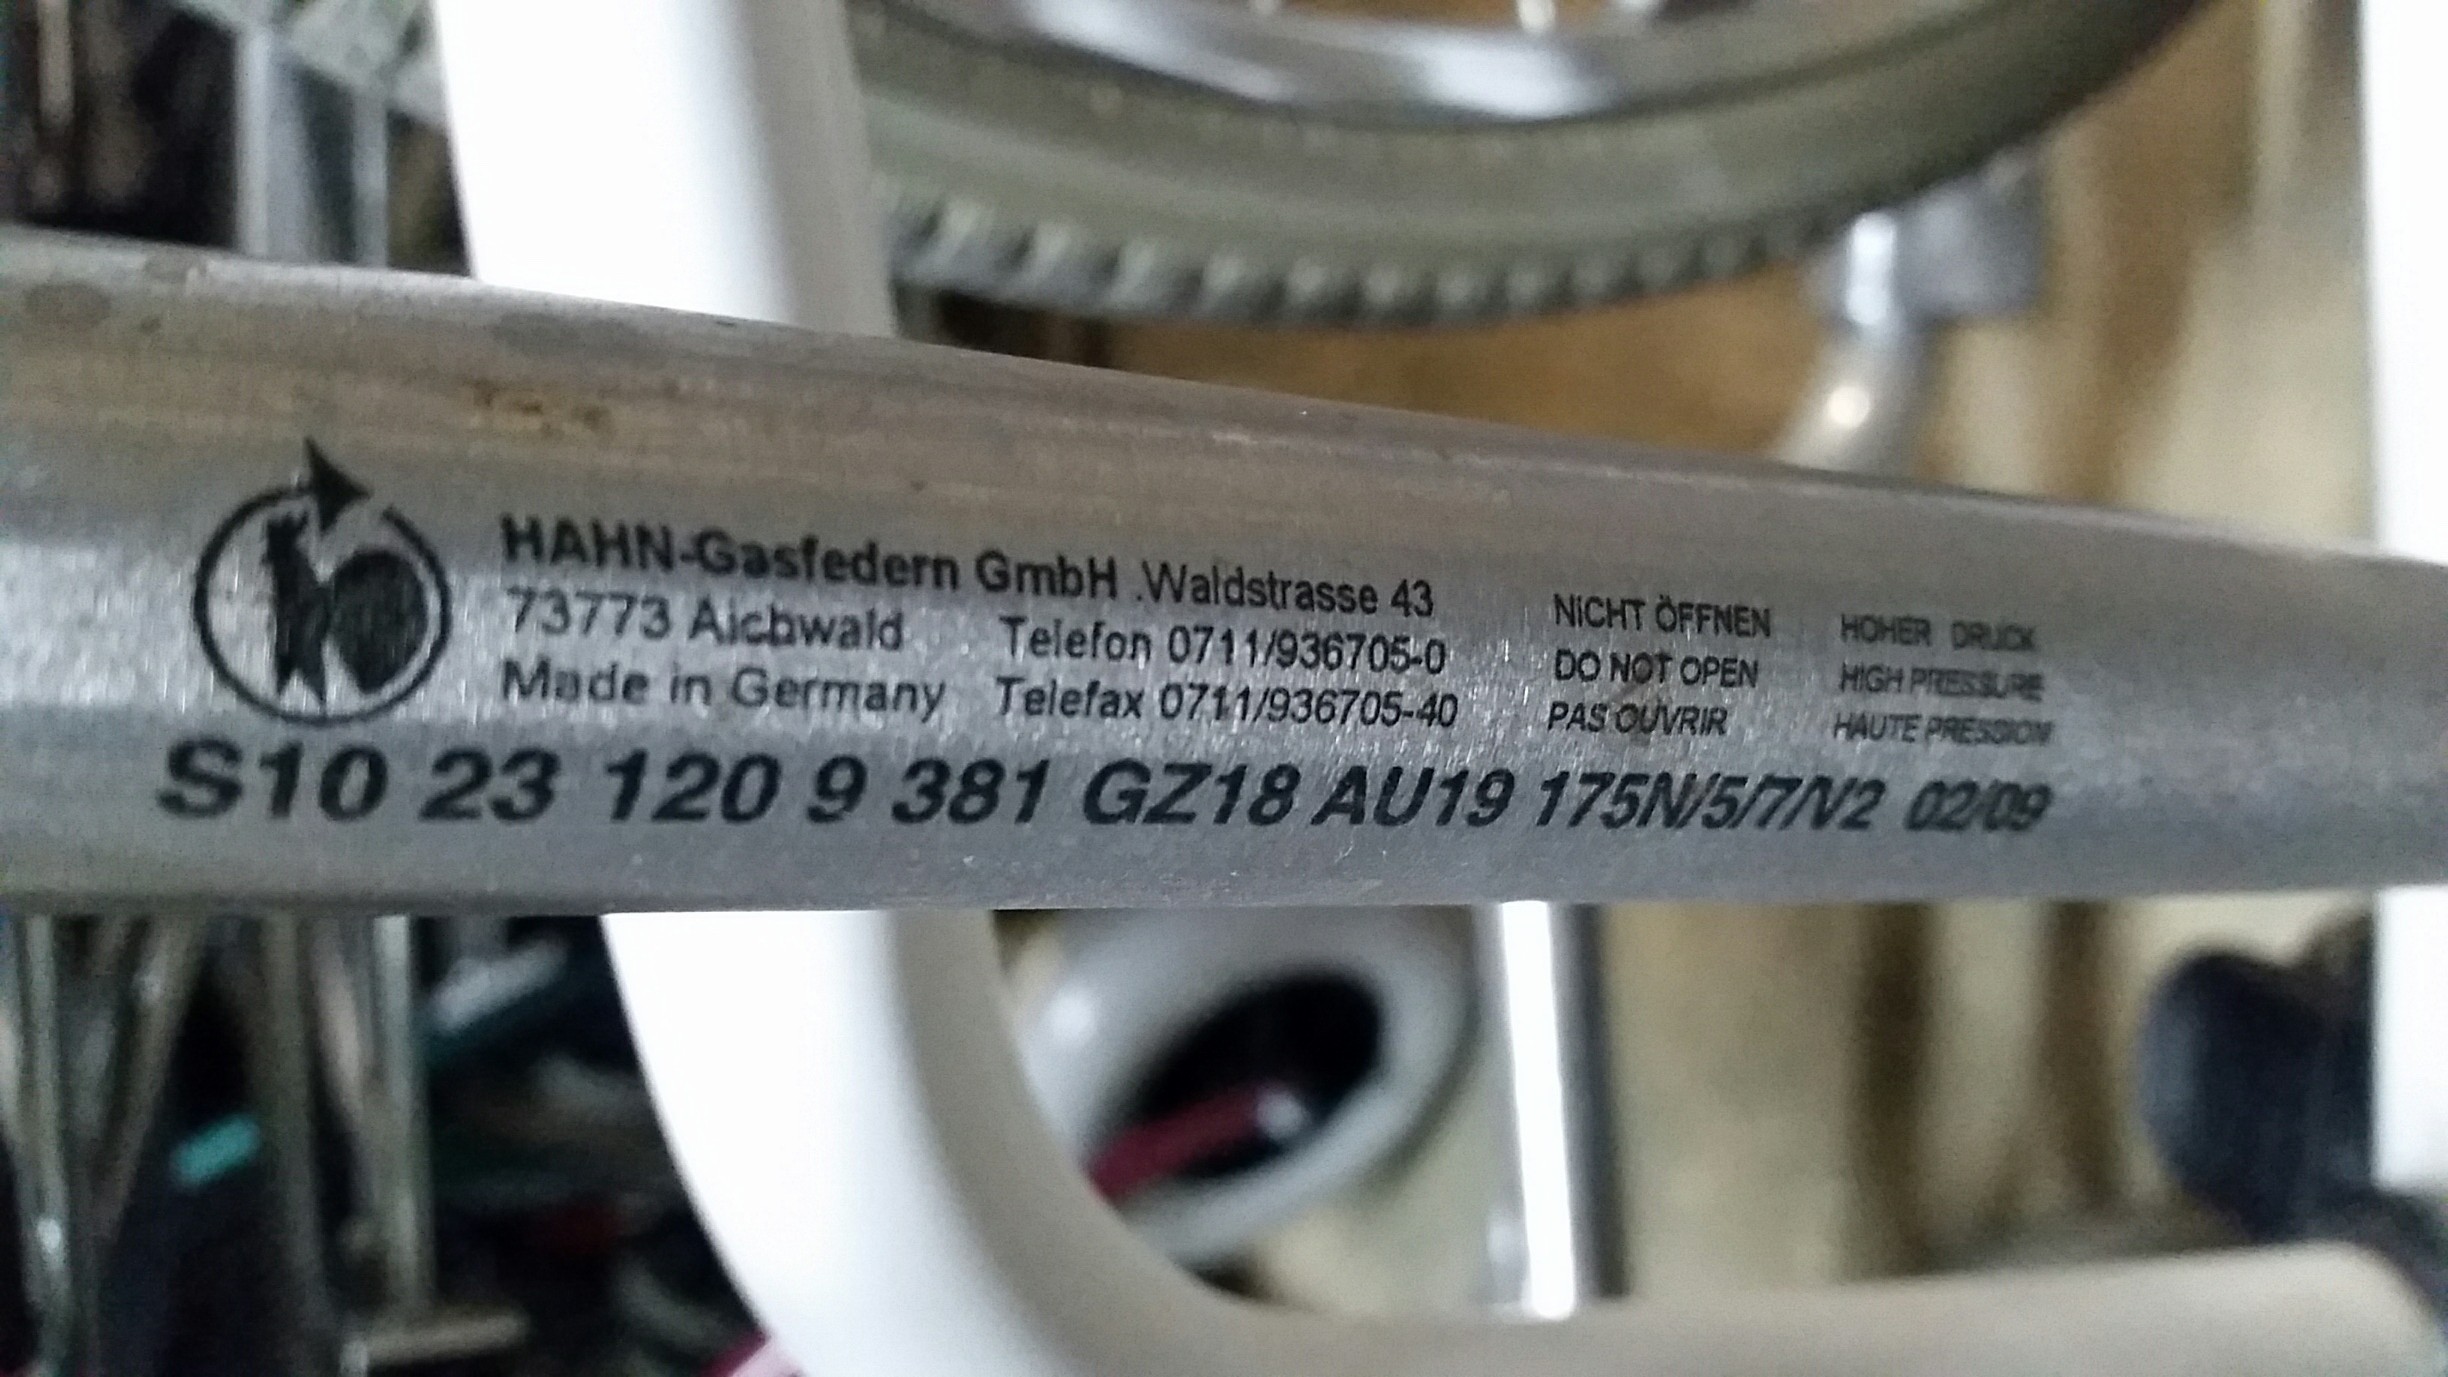 HAHN-Gasfedern GmbH .Waldstrasse 43
73773 Aichwald Telefon 0711/936705-0
Made in Germany Telefax 0711/936705-40
NICHT ÖFFNEN HOHER DRUCK
DO NOT OPEN HIGH PRESSURE
PAS OUVRIR HAUTE PRESSION
S10 23 120 9 381 GZ18 AU19 175N/5/7/V2 02/09